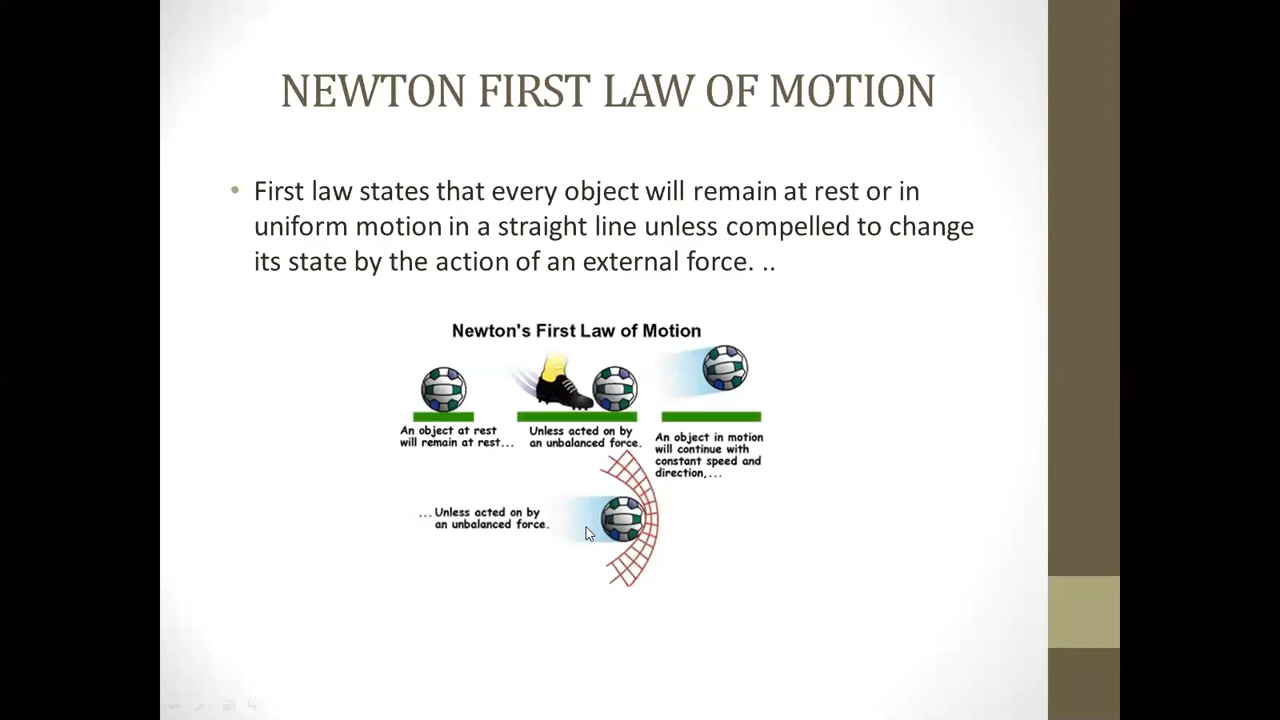 NEWTON FIRST LAW OF MOTION
• First law states that every object will remain at rest or in
uniform motion in a straight line unless compelled to change
its state by the action of an external force. ..
Newton's First Law of Motion
An object at rest
will remain at rest...
Unless acted on by
an unbalanced force.
An object in motion
will continue with
constant speed and
direction,...
...Unless acted on by
an unbalanced force.